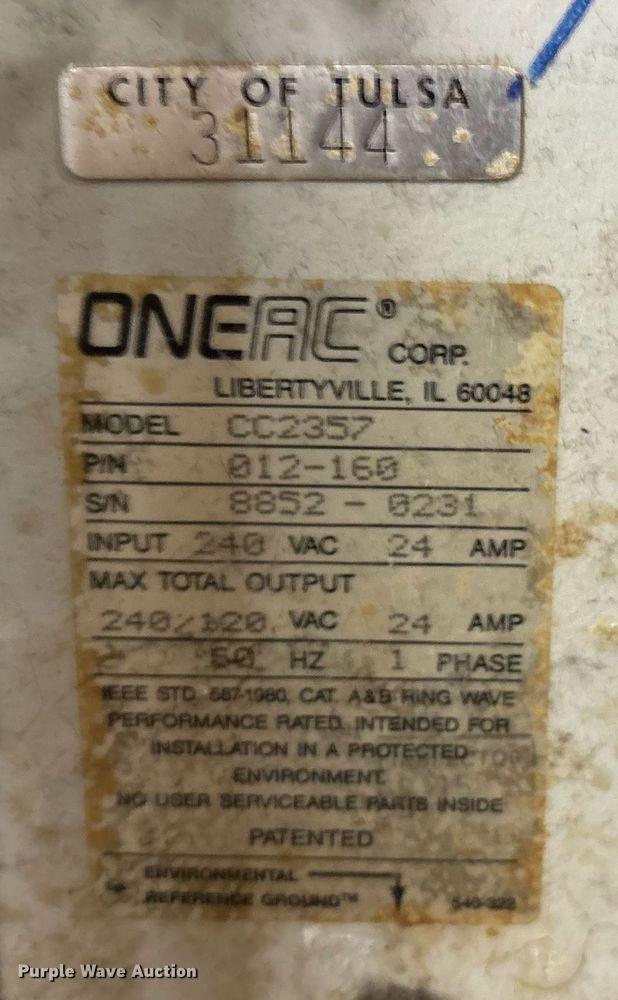 CITY OF TULSA
31144
ONEAC® CORP.
LIBERTYVILLE, IL 60048
MODEL CC2357
P/N 012-160
S/N 8852-0231
INPUT 240 VAC 24 AMP
MAX TOTAL OUTPUT
240/120 VAC 24 AMP
HZ 1 PHASE
IEEE STD. 587-1980, CAT. A&B RING WAVE
PERFORMANCE RATED. INTENDED FOR
INSTALLATION IN A PROTECTED
ENVIRONMENT.
NO USER SERVICEABLE PARTS INSIDE
PATENTED
ENVIRONMENTAL
REFERENCE GROUND™ 540-322
Purple Wave Auction